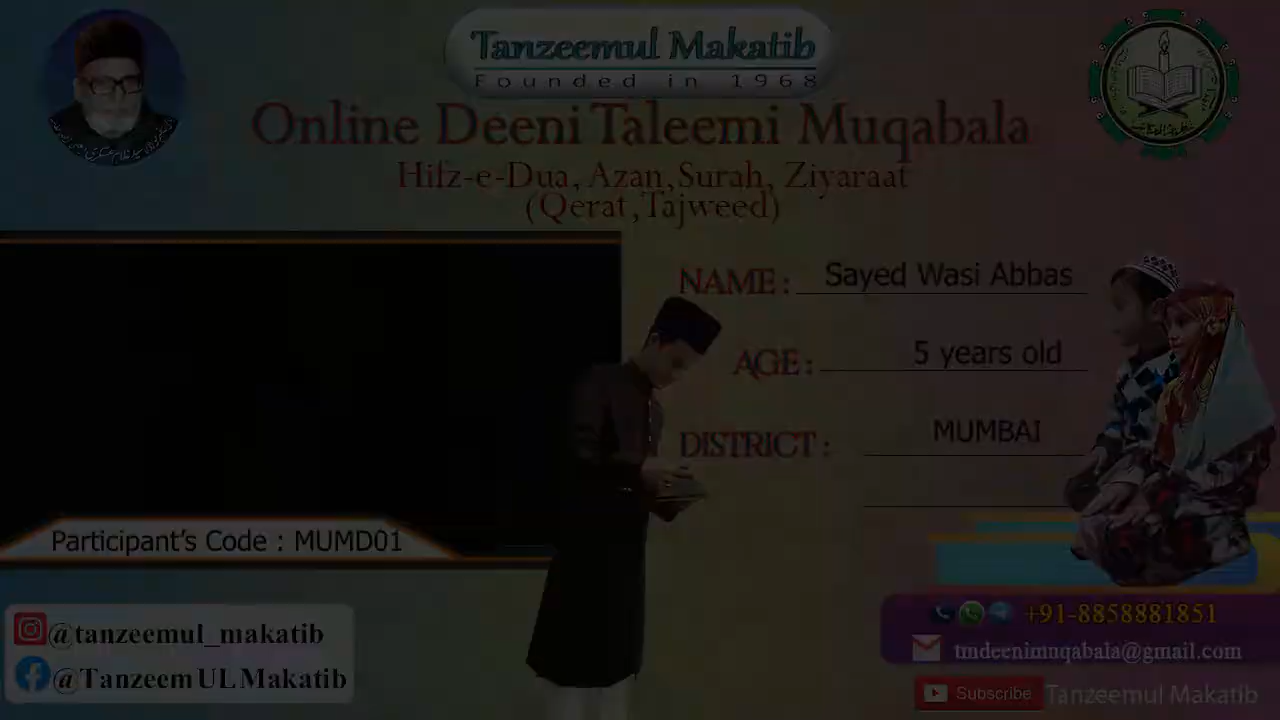 Tanzeemul Makatib
Founded in 1968
Online Deeni Taleemi Muqabala
Hifz-e-Dua, Azan, Surah, Ziyaraat
(Qerat, Tajweed)
NAME : Sayed Wasi Abbas
AGE : 5 years old
DISTRICT : MUMBAI
Participant's Code : MUMD01
@tanzeemul_makatib
@TanzeemULMakatib
+91-8858881851
tmdeenimuqabala@gmail.com
Subscribe Tanzeemul Makatib